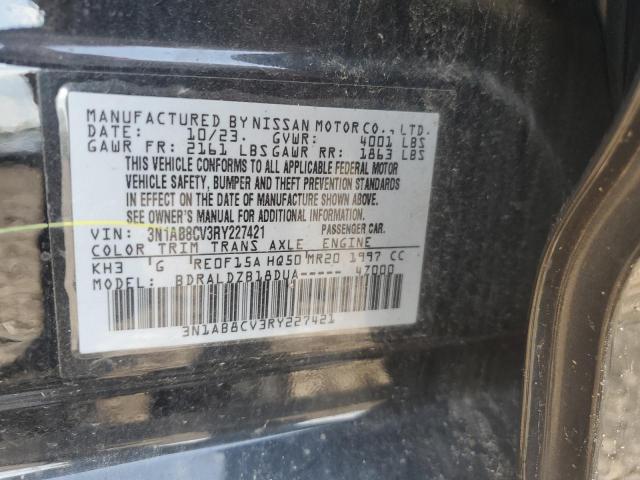 MANUFACTURED BY NISSAN MOTOR CO., LTD.
DATE: 10/23. GVWR: 4001 LBS
GAWR FR: 2161 LBS GAWR RR: 1863 LBS
THIS VEHICLE CONFORMS TO ALL APPLICABLE FEDERAL MOTOR
VEHICLE SAFETY, BUMPER AND THEFT PREVENTION STANDARDS
IN EFFECT ON THE DATE OF MANUFACTURE SHOWN ABOVE.
SEE OWNER'S MANUAL FOR ADDITIONAL INFORMATION.
VIN: 3N1AB8CV3RY227421 PASSENGER CAR.
COLOR TRIM TRANS AXLE ENGINE
KH3 G RE0F15A HQ50 MR20 1997 CC
MODEL: BDRALDZB18DUA----- 47000
3N1AB8CV3RY227421